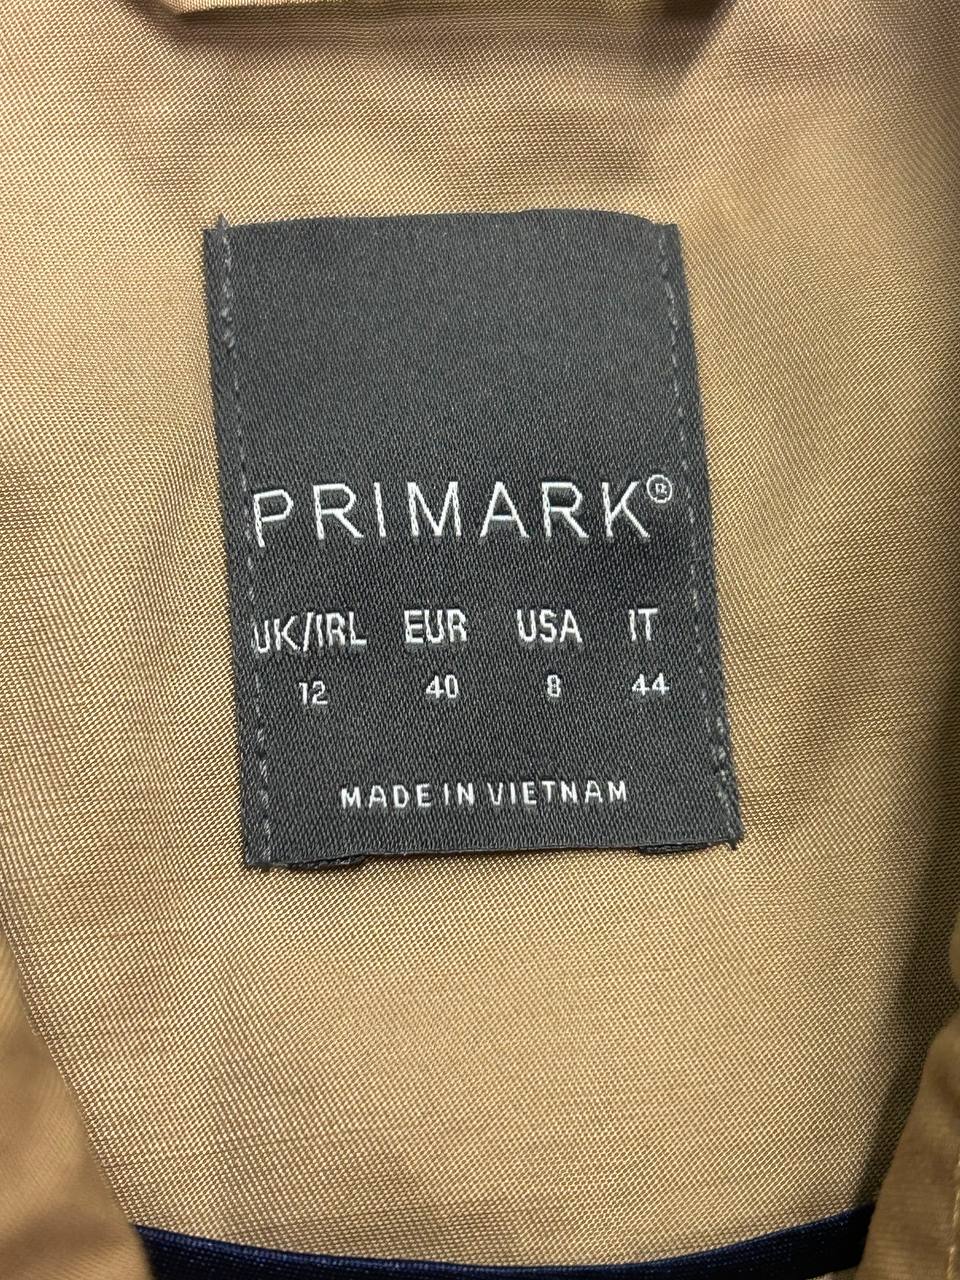 PRIMARK®
UK/IRL EUR USA IT
12 40 8 44
MADE IN VIETNAM